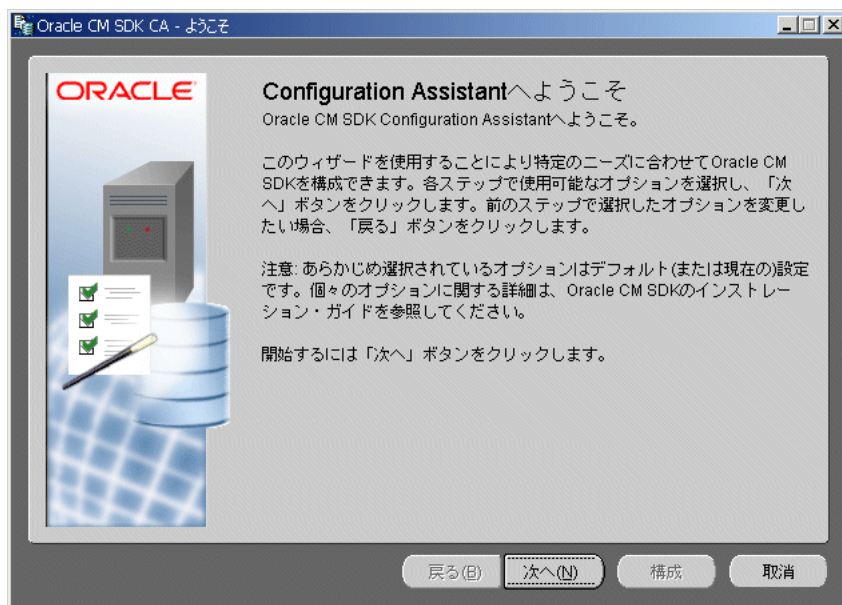 Oracle CM SDK CA - ようこそ
ORACLE
Configuration Assistantへようこそ
Oracle CM SDK Configuration Assistantへようこそ。
このウィザードを使用することにより特定のニーズに合わせてOracle CM
SDKを構成できます。各ステップで使用可能なオプションを選択し、「次
へ」ボタンをクリックします。前のステップで選択したオプションを変更し
たい場合、「戻る」ボタンをクリックします。
注意: あらかじめ選択されているオプションはデフォルト(または現在の)設定
です。個々のオプションに関する詳細は、Oracle CM SDKのインストレー
ション・ガイドを参照してください。
開始するには「次へ」ボタンをクリックします。
戻る(B) 次へ(N) 構成 取消